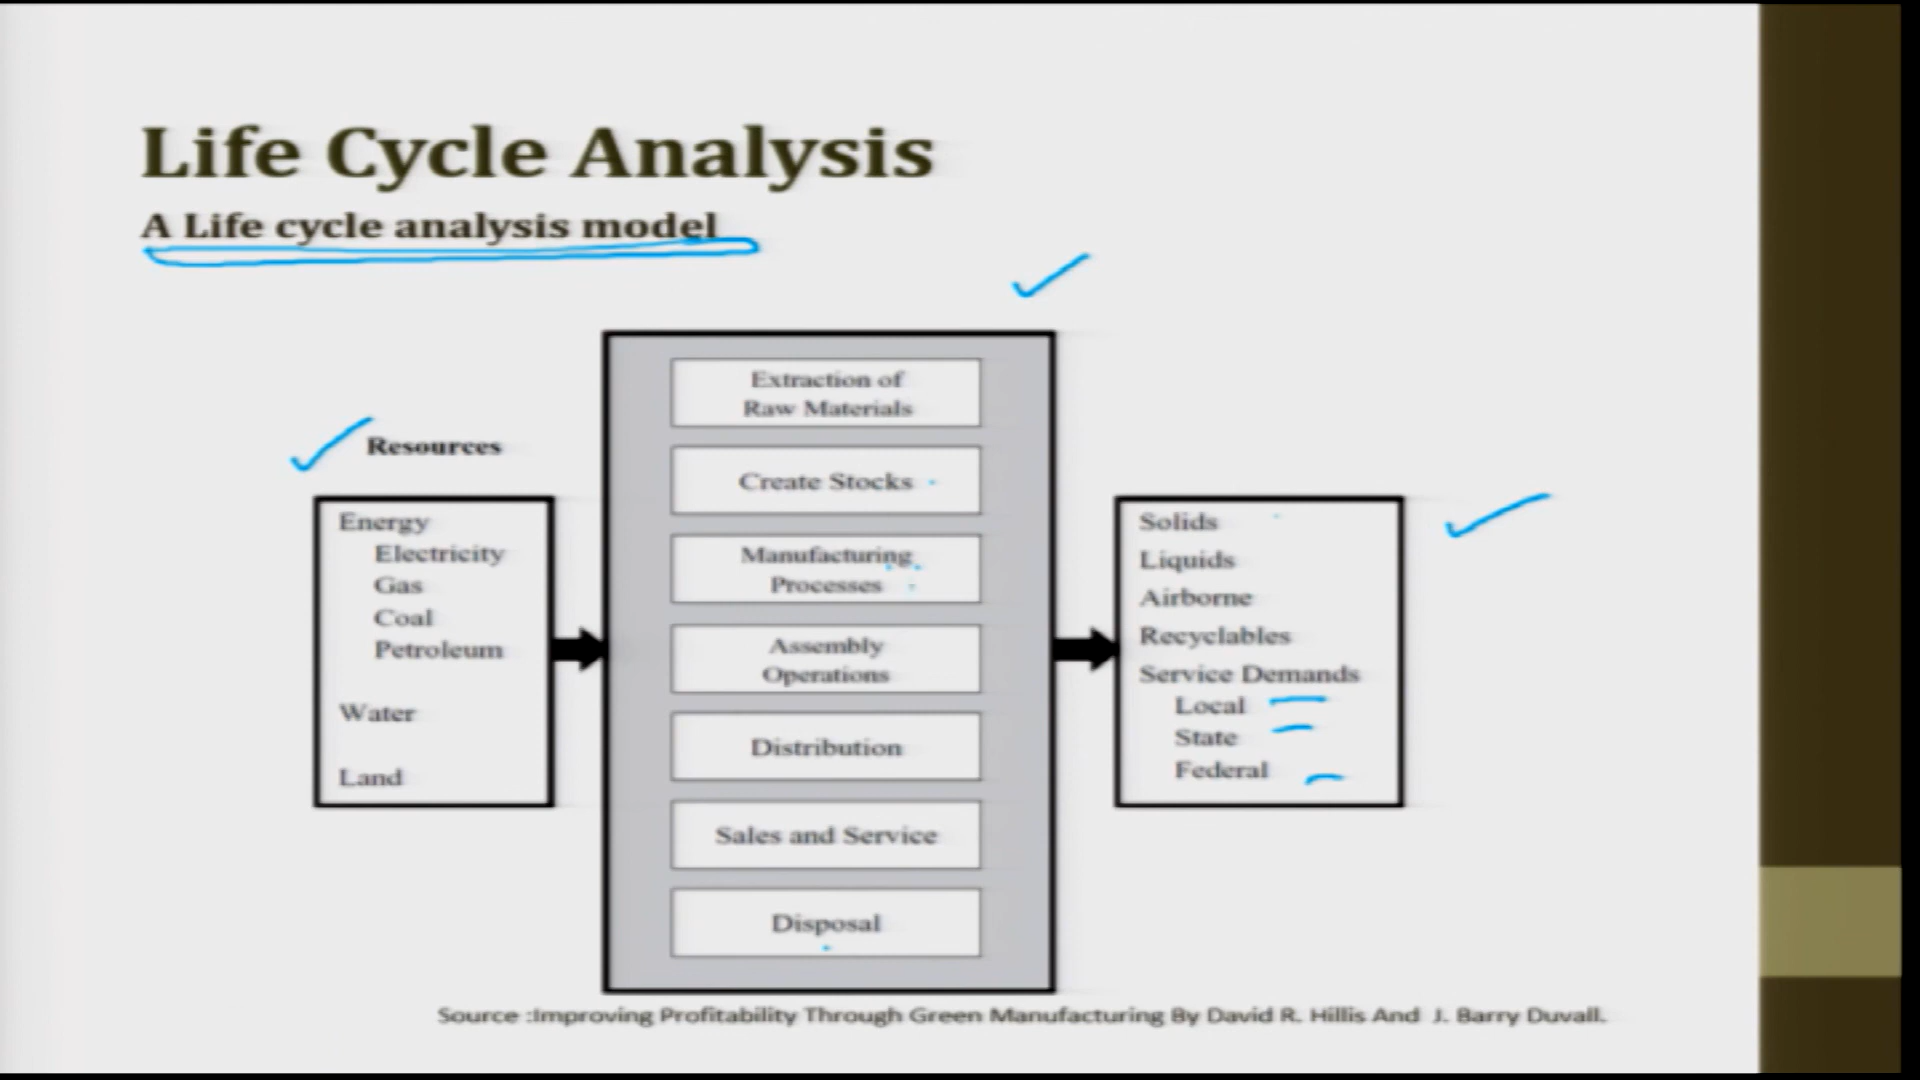 Life Cycle Analysis
A Life cycle analysis model
Resources
Energy
Electricity
Gas
Coal
Petroleum
Water
Land
Extraction of
Raw Materials
Create Stocks
Manufacturing
Processes
Assembly
Operations
Distribution
Sales and Service
Disposal
Solids
Liquids
Airborne
Recyclables
Service Demands
Local
State
Federal
Source :Improving Profitability Through Green Manufacturing By David R. Hillis And J. Barry Duvall.